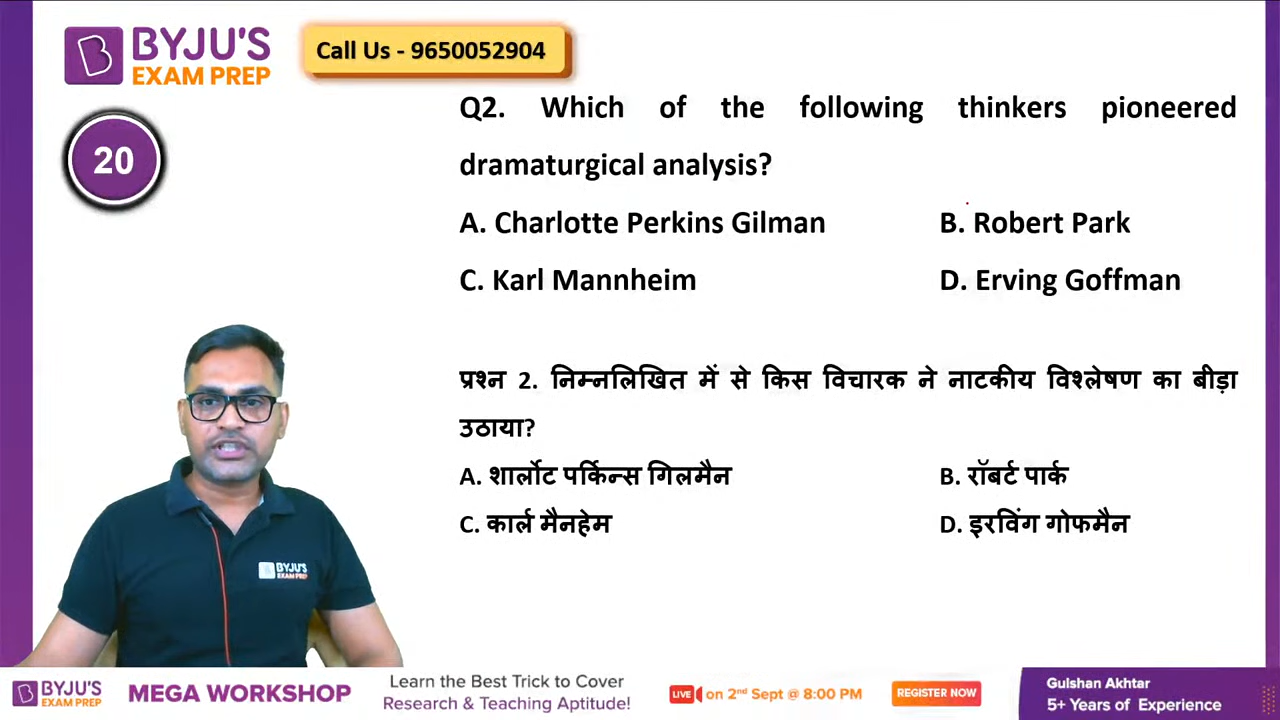 BYJU'S
EXAM PREP
Call Us - 9650052904
20
Q2. Which of the following thinkers pioneered
dramaturgical analysis?
A. Charlotte Perkins Gilman
B. Robert Park
C. Karl Mannheim
D. Erving Goffman
प्रश्न 2. निम्नलिखित में से किस विचारक ने नाटकीय विश्लेषण का बीड़ा
उठाया?
A. शार्लोट पर्किन्स गिलमैन
B. रॉबर्ट पार्क
C. कार्ल मैनहेम
D. इरविंग गोफमैन
BYJU'S
EXAM PREP
BYJU'S
EXAM PREP
MEGA WORKSHOP
Learn the Best Trick to Cover
Research & Teaching Aptitude!
LIVE on 2nd Sept @ 8:00 PM
REGISTER NOW
Gulshan Akhtar
5+ Years of Experience